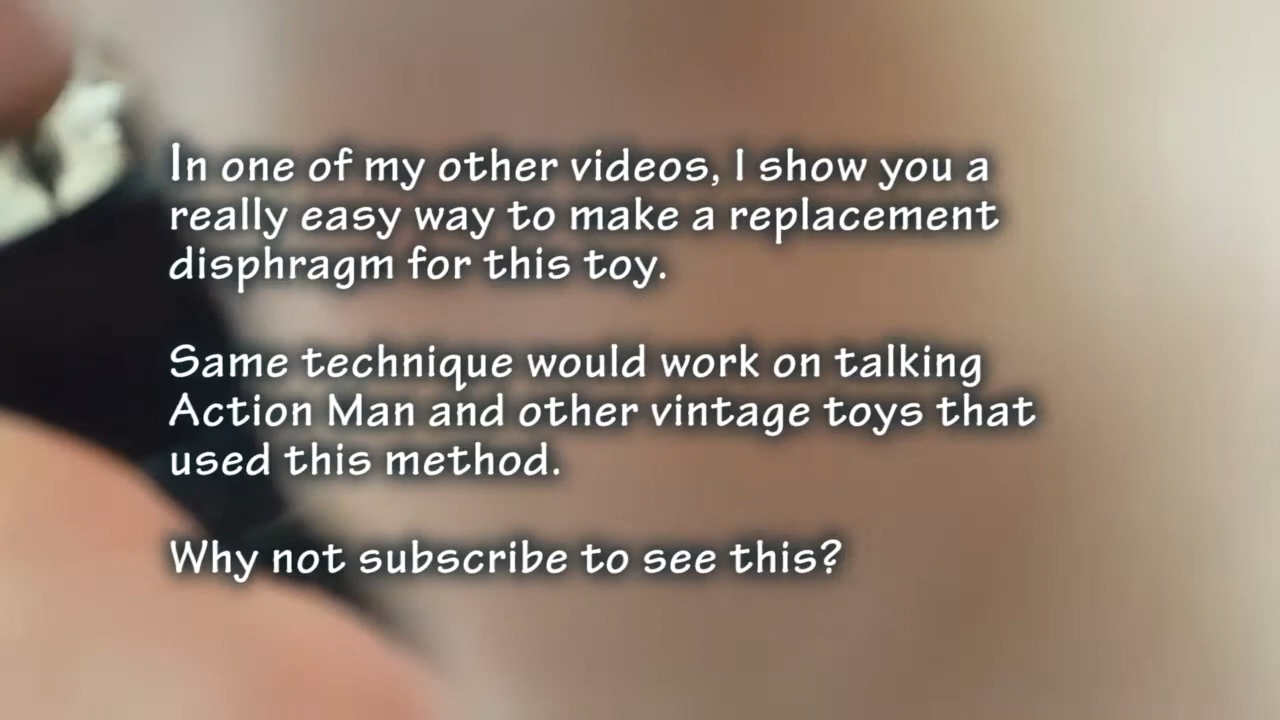 In one of my other videos, I show you a
really easy way to make a replacement
disphragm for this toy.
Same technique would work on talking
Action Man and other vintage toys that
used this method.
Why not subscribe to see this?